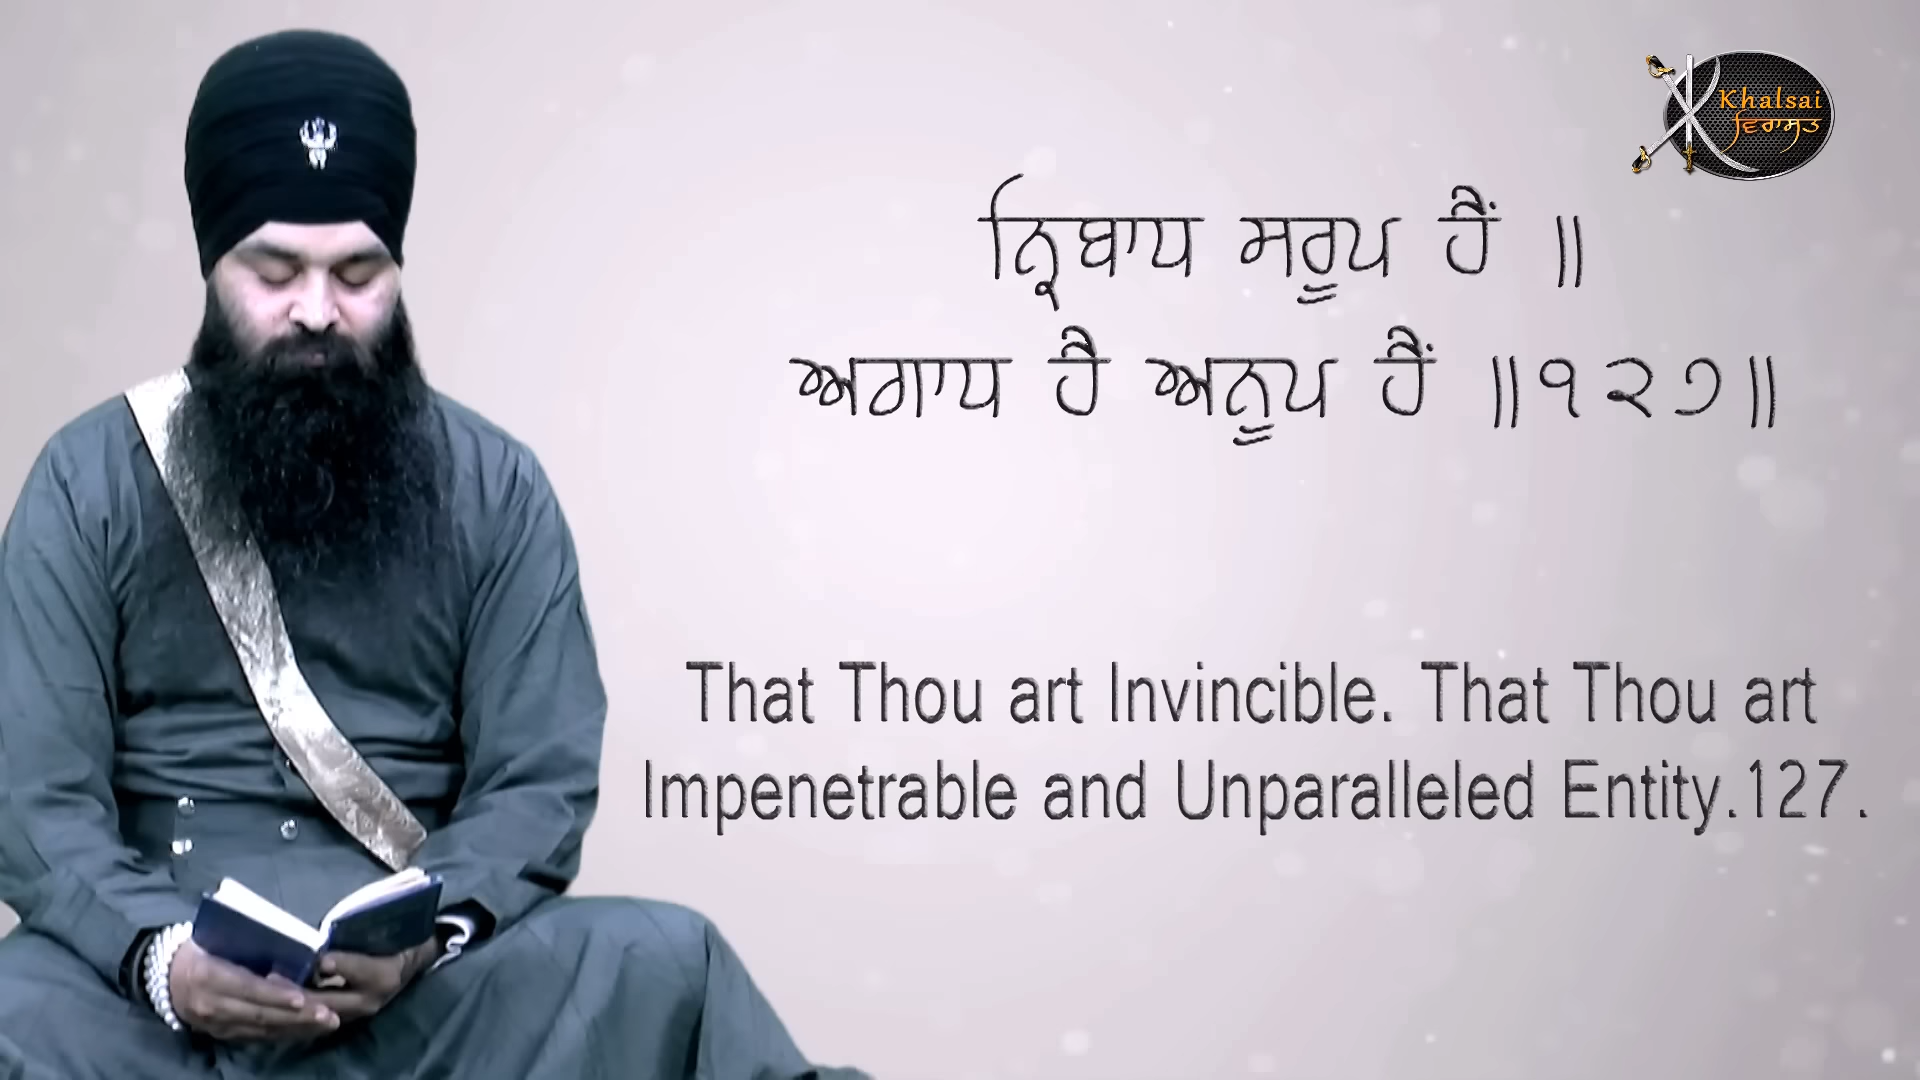 Khalsai
ਵਿਰਾਸਤ
ਨ੍ਰਿਬਾਧ ਸਰੂਪ ਹੈਂ ॥
ਅਗਾਧ ਹੈ ਅਨੂਪ ਹੈਂ ॥੧੨੭॥
That Thou art Invincible. That Thou art
Impenetrable and Unparalleled Entity.127.